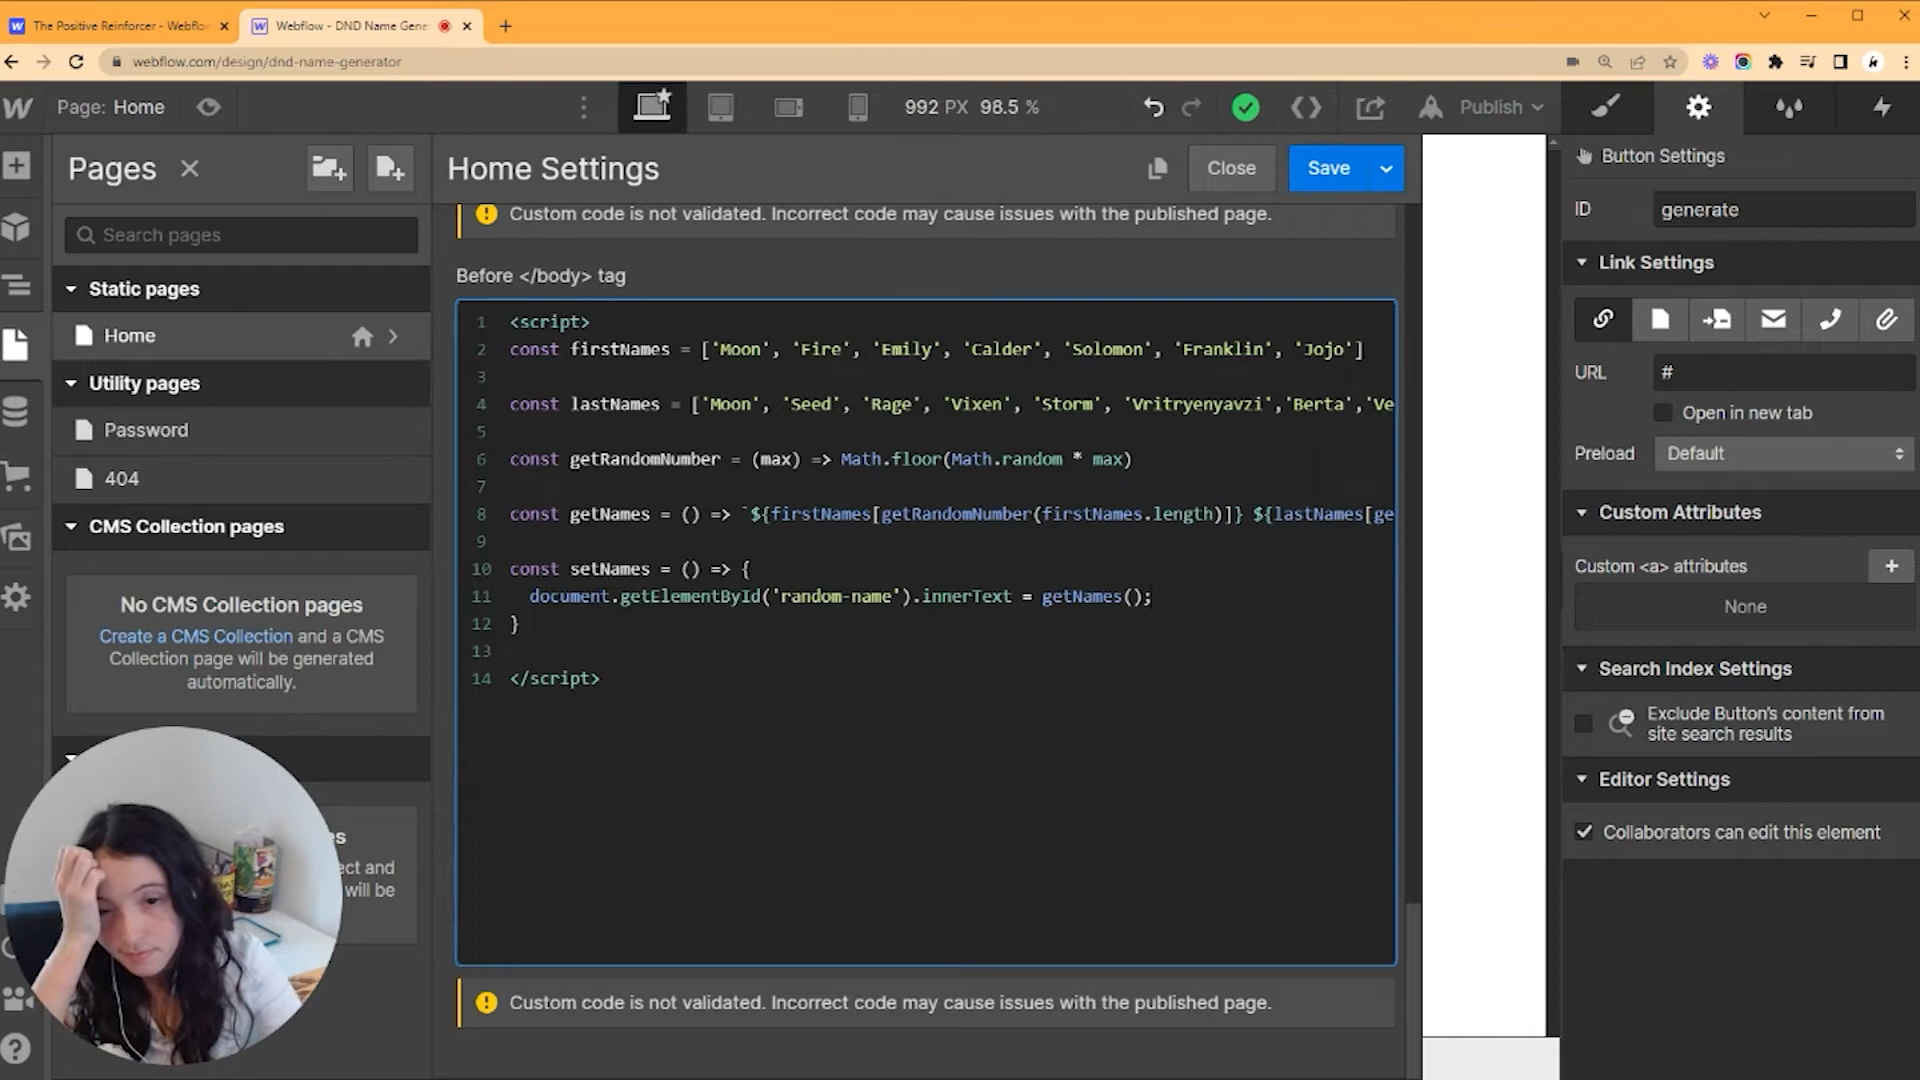 The Positive Reinforcer - Webflo
Webflow - DND Name Gene
webflow.com/design/dnd-name-generator
Page: Home
992 PX 98.5 %
Publish
Pages
Home Settings
Close
Save
Button Settings
Custom code is not validated. Incorrect code may cause issues with the published page.
ID
generate
Search pages
Before </body> tag
Link Settings
Static pages
Home
Utility pages
Password
404
CMS Collection pages
No CMS Collection pages
Create a CMS Collection and a CMS
Collection page will be generated
automatically.
es
ect and
will be
1 <script>
2 const firstNames = ['Moon', 'Fire', 'Emily', 'Calder', 'Solomon', 'Franklin', 'Jojo']
3
4 const lastNames = ['Moon', 'Seed', 'Rage', 'Vixen', 'Storm', 'Vritryenyavzi','Berta','Ve
5
6 const getRandomNumber = (max) => Math.floor(Math.random * max)
7
8 const getNames = () => `${firstNames[getRandomNumber(firstNames.length)]} ${lastNames[ge
9
10 const setNames = () => {
11 document.getElementById('random-name').innerText = getNames();
12 }
13
14 </script>
Custom code is not validated. Incorrect code may cause issues with the published page.
URL
#
Open in new tab
Preload
Default
Custom Attributes
Custom <a> attributes
None
Search Index Settings
Exclude Button's content from
site search results
Editor Settings
Collaborators can edit this element